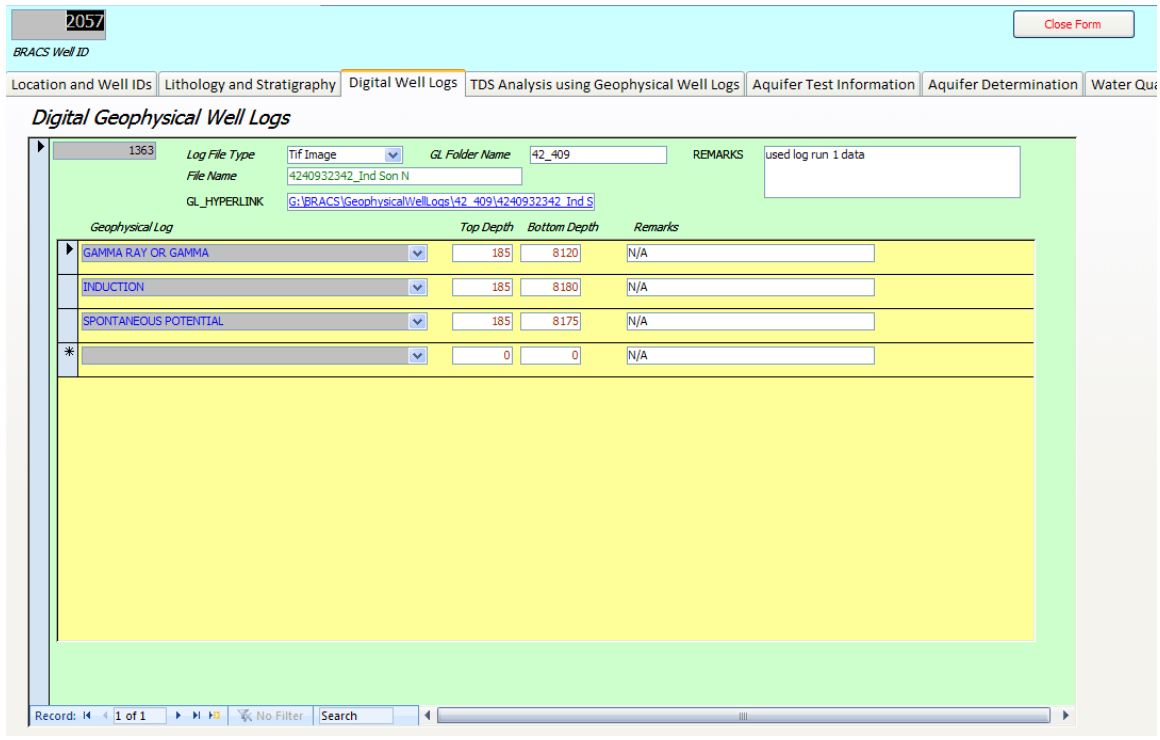 2057
Close Form
BRACS Well ID
Location and Well IDs Lithology and Stratigraphy Digital Well Logs TDS Analysis using Geophysical Well Logs Aquifer Test Information Aquifer Determination Water Qua
Digital Geophysical Well Logs
1363 Log File Type Tif Image GL Folder Name 42_409 REMARKS used log run 1 data
File Name 4240932342_Ind Son N
GL_HYPERLINK G:\BRACS\GeophysicalWellLogs\42_409\4240932342_Ind S
Geophysical Log Top Depth Bottom Depth Remarks
GAMMA RAY OR GAMMA 185 8120 N/A
INDUCTION 185 8180 N/A
SPONTANEOUS POTENTIAL 185 8175 N/A
* 0 0 N/A
Record: 1 of 1 No Filter Search